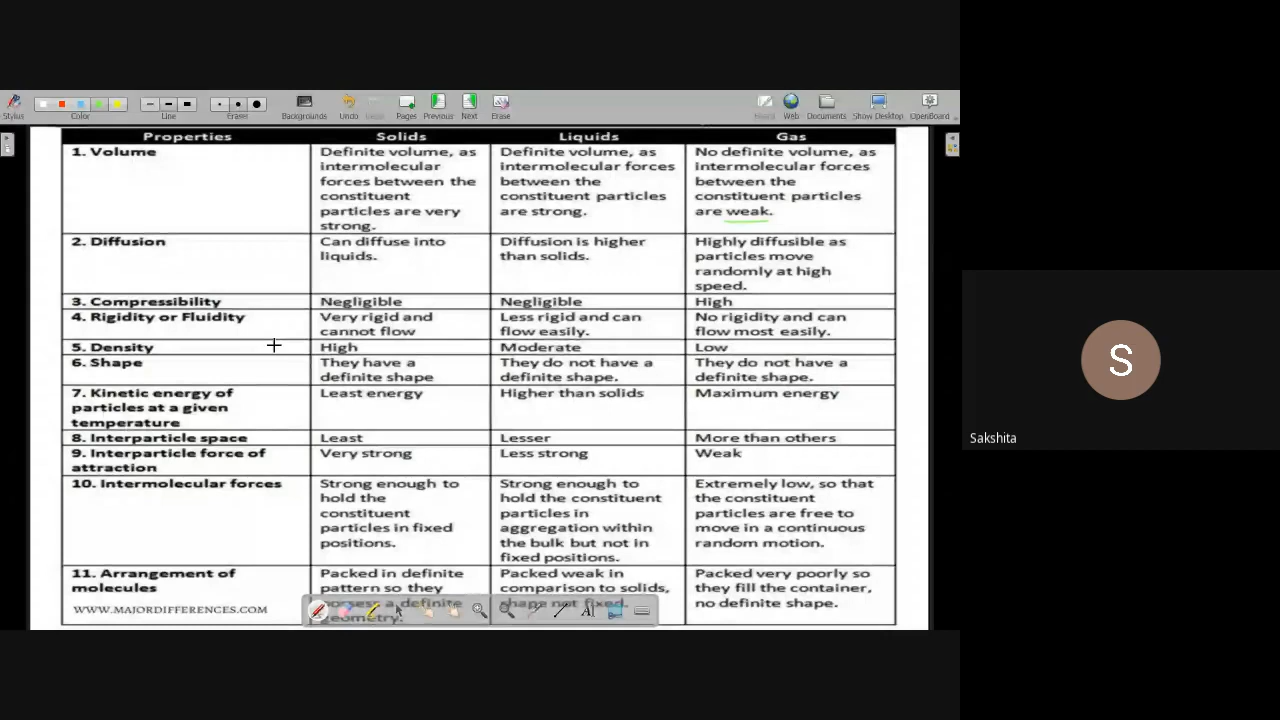 Stylus
Color
Line
Eraser
Backgrounds
Undo
Pages
Previous
Next
Erase
Web
Documents
Show Desktop
OpenBoard
Properties
Solids
Liquids
Gas
1. Volume
Definite volume, as
intermolecular
forces between the
constituent
particles are very
strong.
Definite volume, as
intermolecular forces
between the
constituent particles
are strong.
No definite volume, as
intermolecular forces
between the
constituent particles
are weak.
2. Diffusion
Can diffuse into
liquids.
Diffusion is higher
than solids.
Highly diffusible as
particles move
randomly at high
speed.
3. Compressibility
Negligible
Negligible
High
4. Rigidity or Fluidity
Very rigid and
cannot flow
Less rigid and can
flow easily.
No rigidity and can
flow most easily.
5. Density
High
Moderate
Low
6. Shape
They have a
definite shape
They do not have a
definite shape.
They do not have a
definite shape.
7. Kinetic energy of
particles at a given
temperature
Least energy
Higher than solids
Maximum energy
8. Interparticle space
Least
Lesser
More than others
9. Interparticle force of
attraction
Very strong
Less strong
Weak
10. Intermolecular forces
Strong enough to
hold the
constituent
particles in fixed
positions.
Strong enough to
hold the constituent
particles in
aggregation within
the bulk but not in
fixed positions.
Extremely low, so that
the constituent
particles are free to
move in a continuous
random motion.
11. Arrangement of
molecules
Packed in definite
pattern so they
possess a definite
geometry.
Packed weak in
comparison to solids,
shape not fixed.
Packed very poorly so
they fill the container,
no definite shape.
WWW.MAJORDIFFERENCES.COM
A
S
Sakshita